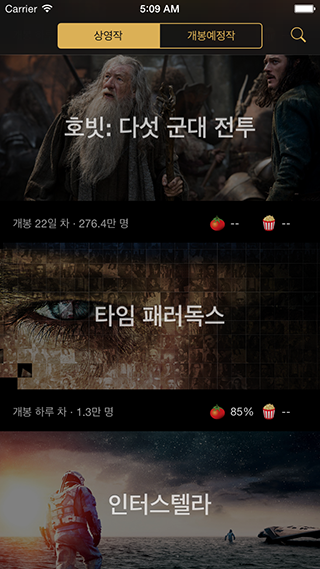 Carrier 5:09 AM
상영작 개봉예정작
호빗: 다섯 군대 전투
개봉 22일 차 · 276.4만 명 -- --
타임 패러독스
개봉 하루 차 · 1.3만 명 85% --
인터스텔라